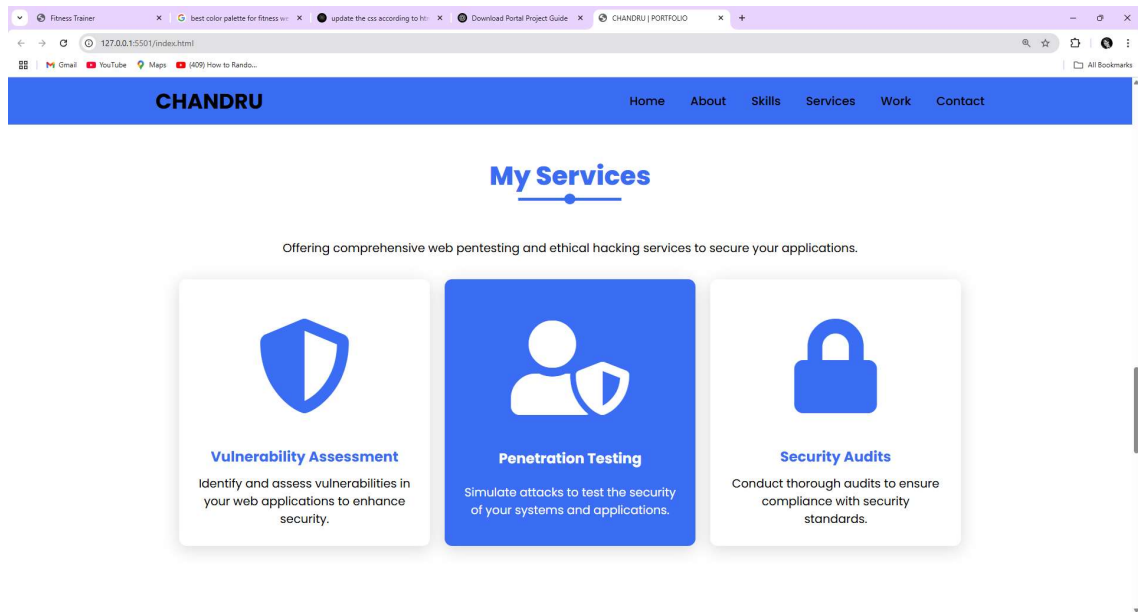 Fitness Trainer
best color palette for fitness we
update the css according to htm
Download Portal Project Guide
CHANDRU | PORTFOLIO
127.0.0.1:5501/index.html
Gmail
YouTube
Maps
(409) How to Rando...
All Bookmarks
CHANDRU
Home About Skills Services Work Contact
My Services
Offering comprehensive web pentesting and ethical hacking services to secure your applications.
Vulnerability Assessment
Identify and assess vulnerabilities in
your web applications to enhance
security.
Penetration Testing
Simulate attacks to test the security
of your systems and applications.
Security Audits
Conduct thorough audits to ensure
compliance with security
standards.